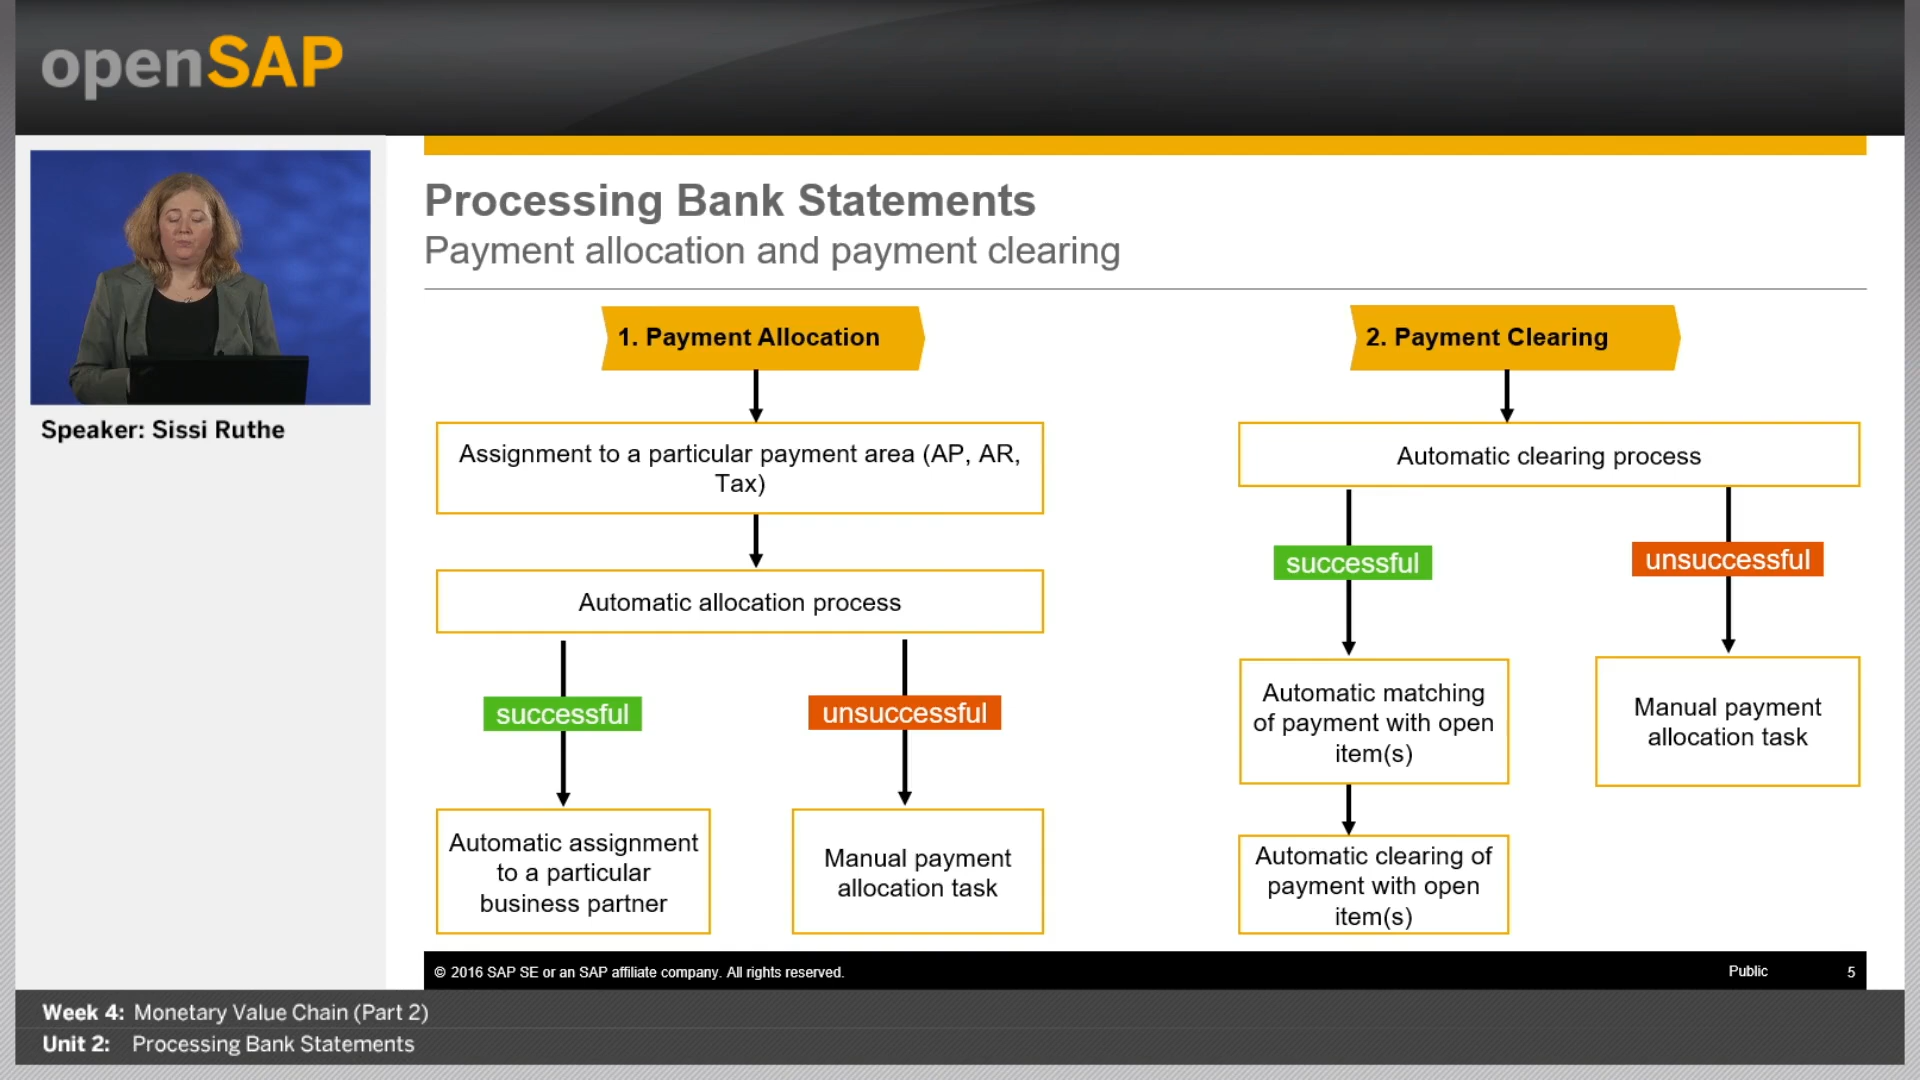 openSAP
Speaker: Sissi Ruthe
Processing Bank Statements
Payment allocation and payment clearing
1. Payment Allocation
Assignment to a particular payment area (AP, AR,
Tax)
Automatic allocation process
successful
unsuccessful
Automatic assignment
to a particular
business partner
Manual payment
allocation task
2. Payment Clearing
Automatic clearing process
successful
unsuccessful
Automatic matching
of payment with open
item(s)
Manual payment
allocation task
Automatic clearing of
payment with open
item(s)
© 2016 SAP SE or an SAP affiliate company. All rights reserved.
Public
5
Week 4: Monetary Value Chain (Part 2)
Unit 2: Processing Bank Statements